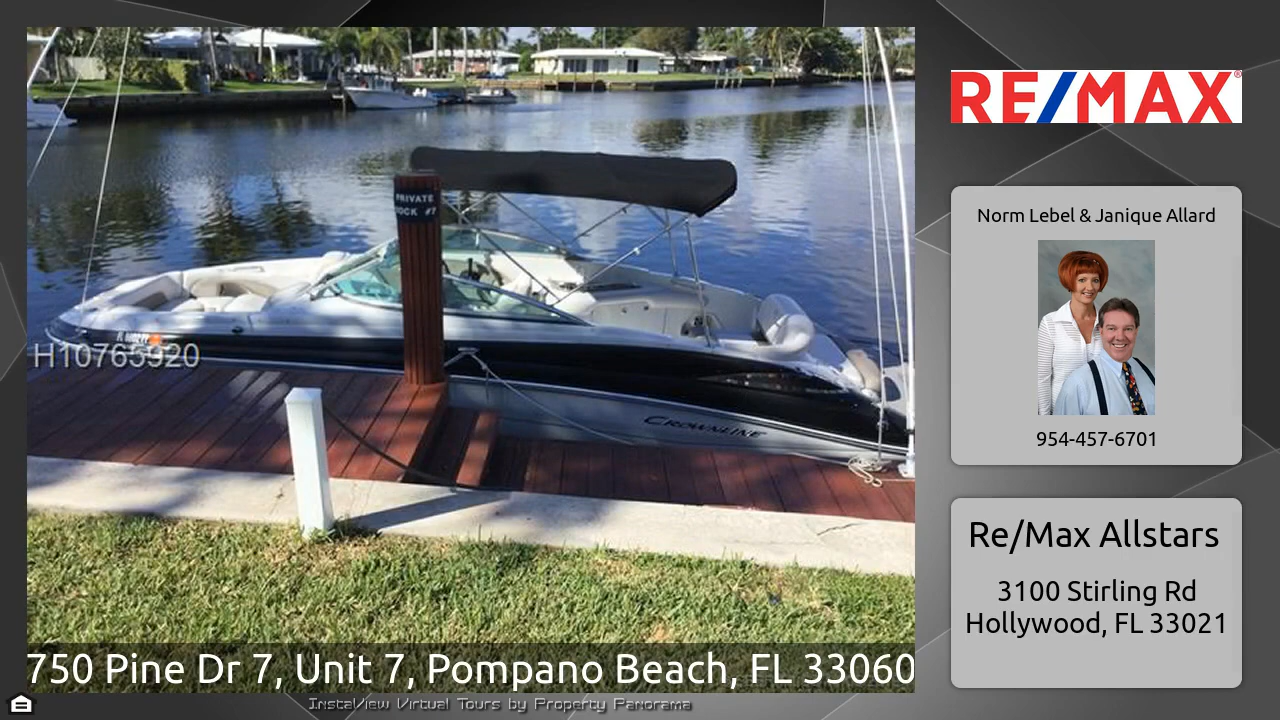 RE/MAX®
PRIVATE
DOCK #7
H10765920
CROWNLINE
750 Pine Dr 7, Unit 7, Pompano Beach, FL 33060
InstaView Virtual Tours by Property Panorama
Norm Lebel & Janique Allard
954-457-6701
Re/Max Allstars
3100 Stirling Rd
Hollywood, FL 33021